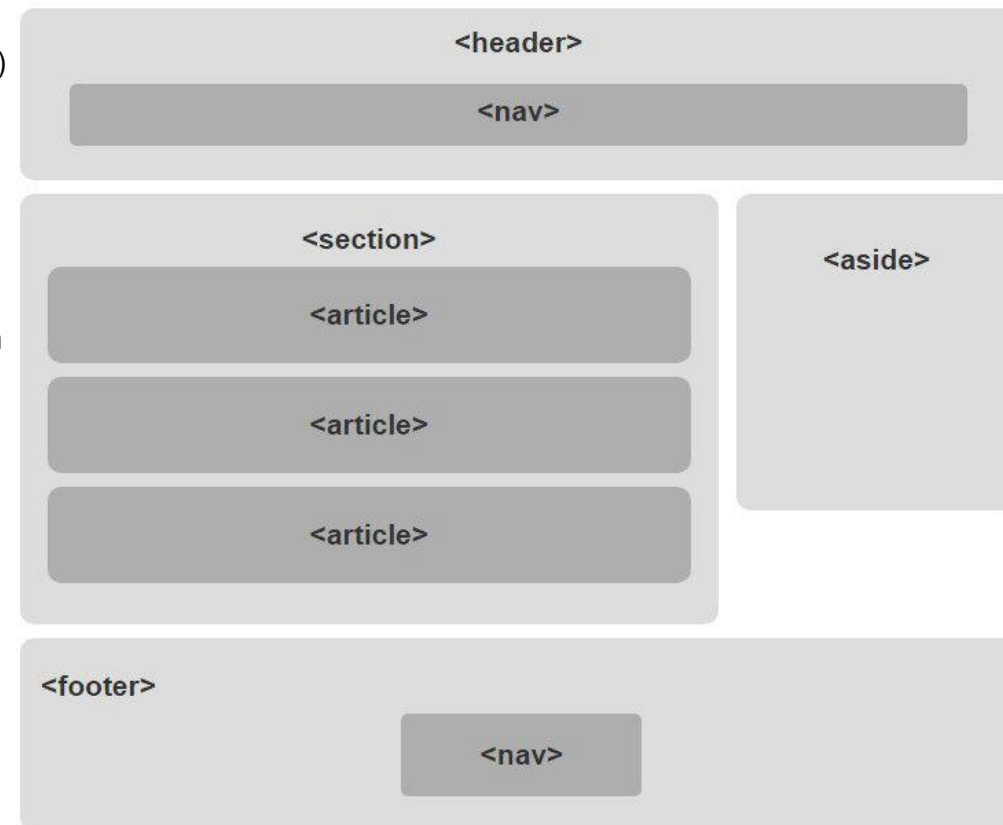 <header>
)
<nav>
<section>
<aside>
<article>
<article>
<article>
<footer>
<nav>